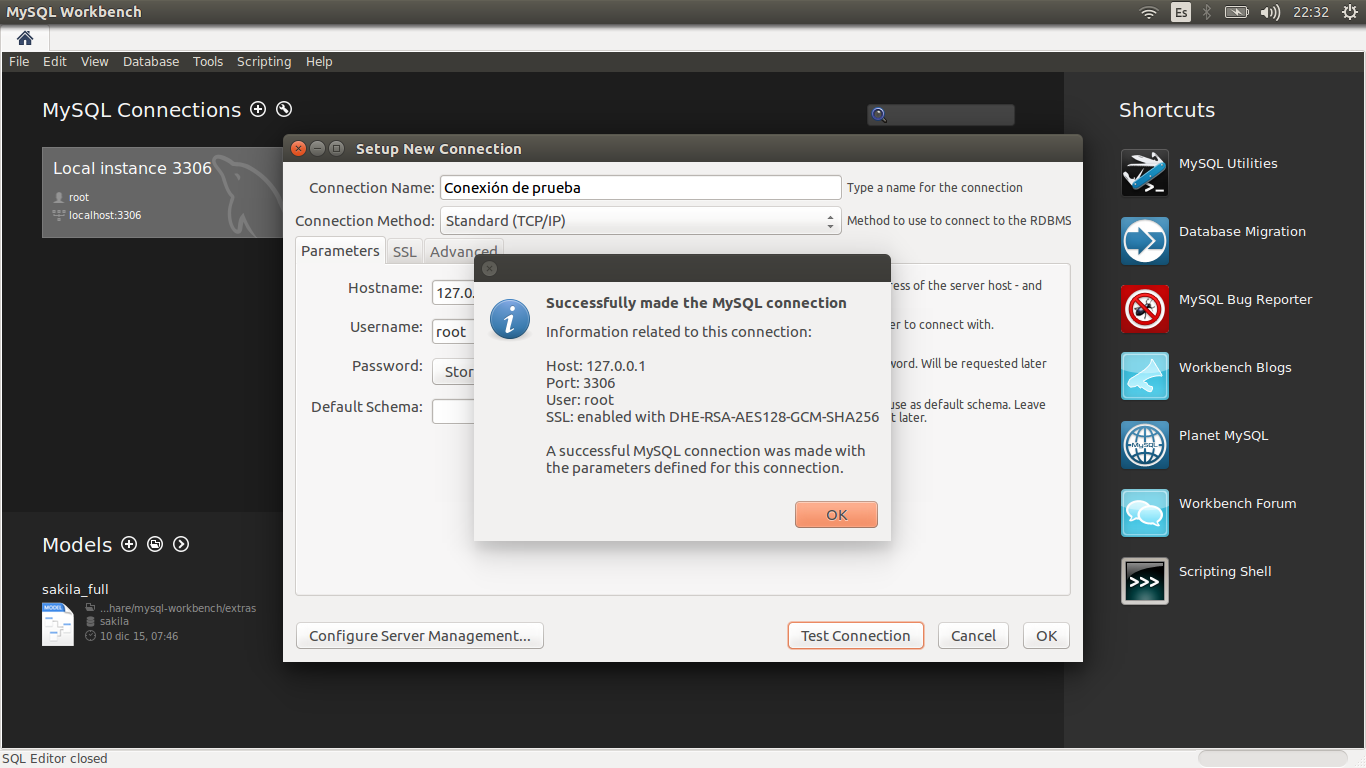 MySQL Workbench
Es
22:32
File Edit View Database Tools Scripting Help
MySQL Connections
Shortcuts
Local instance 3306
root
localhost:3306
Setup New Connection
Connection Name: Conexión de prueba Type a name for the connection
Connection Method: Standard (TCP/IP) Method to use to connect to the RDBMS
Parameters SSL Advanced
Hostname: 127.0. ress of the server host - and
Username: root er to connect with.
Password: Stor word. Will be requested later
Default Schema: use as default schema. Leave
t later.
Successfully made the MySQL connection
Information related to this connection:
Host: 127.0.0.1
Port: 3306
User: root
SSL: enabled with DHE-RSA-AES128-GCM-SHA256
A successful MySQL connection was made with
the parameters defined for this connection.
OK
Configure Server Management... Test Connection Cancel OK
MySQL Utilities
Database Migration
MySQL Bug Reporter
Workbench Blogs
MySQL
Planet MySQL
Workbench Forum
>>>
Scripting Shell
Models
sakila_full
MODEL
...hare/mysql-workbench/extras
sakila
10 dic 15, 07:46
SQL Editor closed